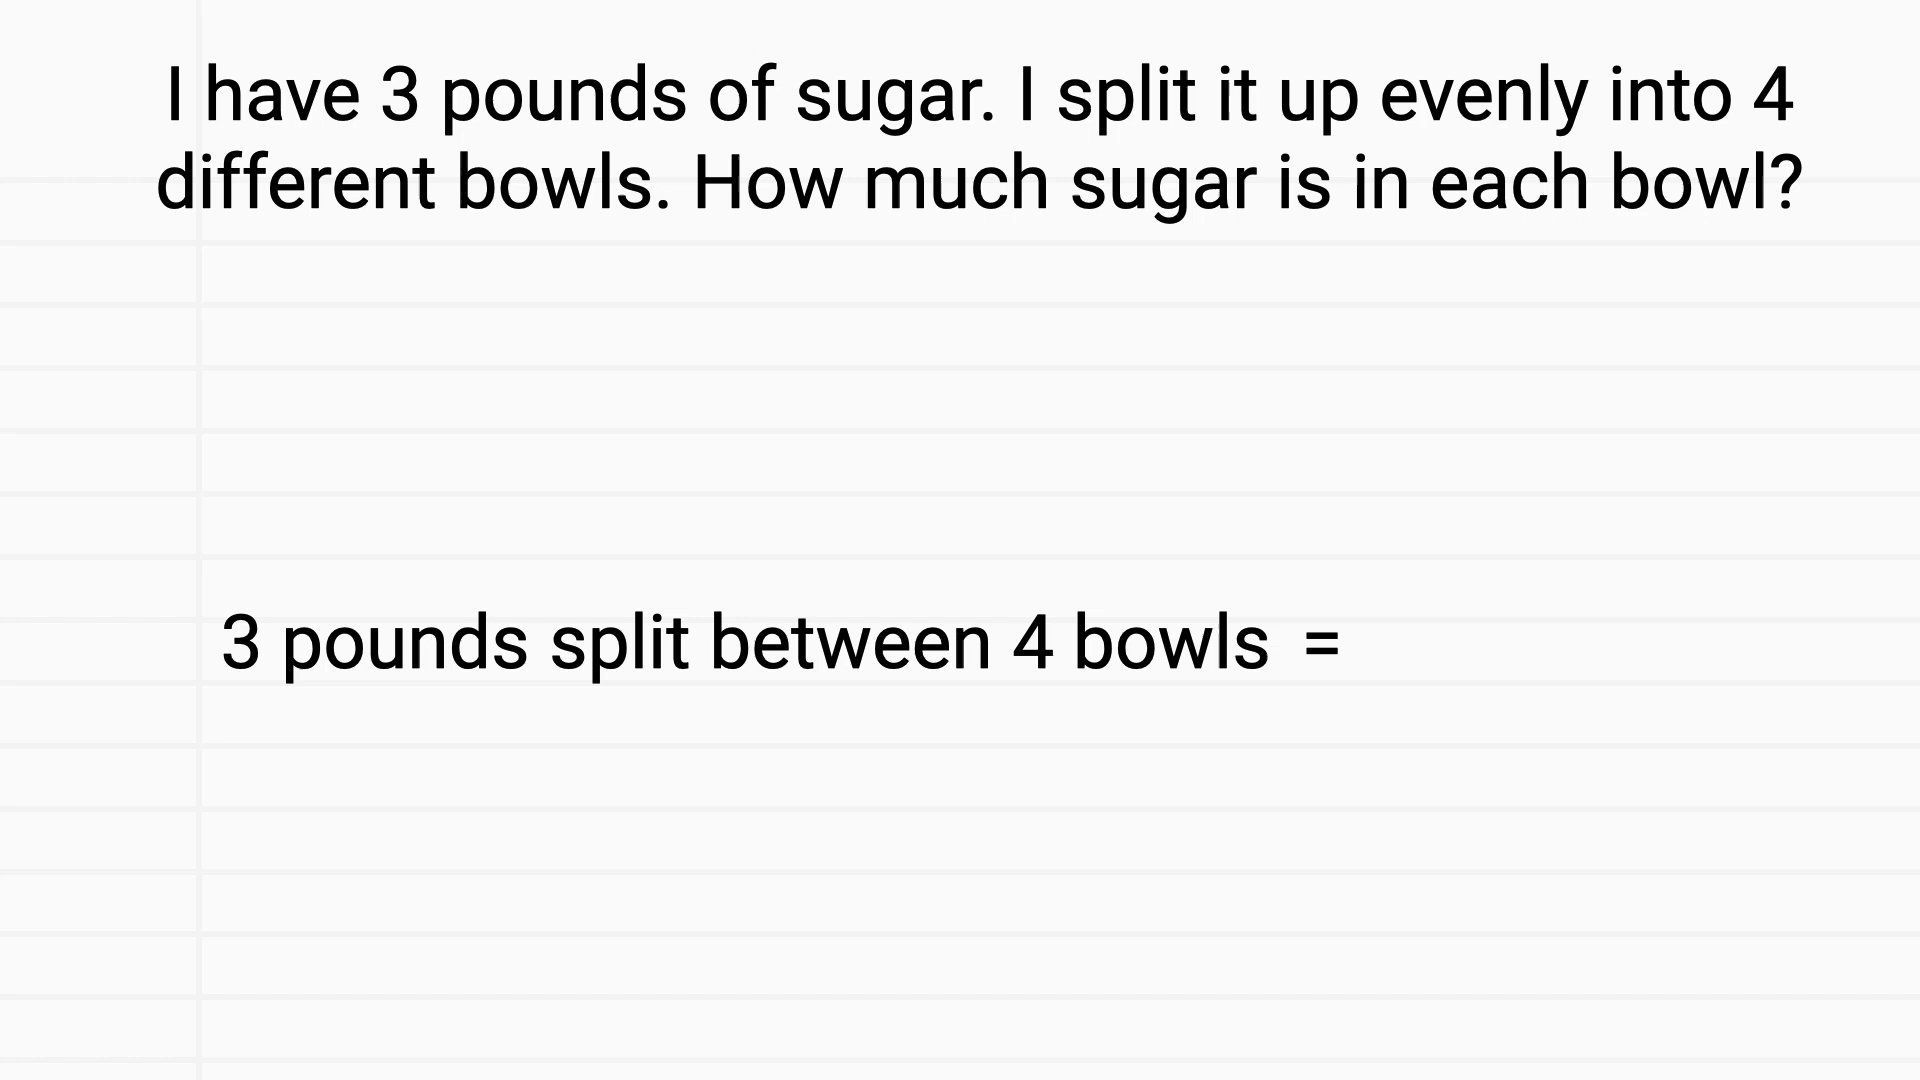 I have 3 pounds of sugar. I split it up evenly into 4
different bowls. How much sugar is in each bowl?
3 pounds split between 4 bowls =